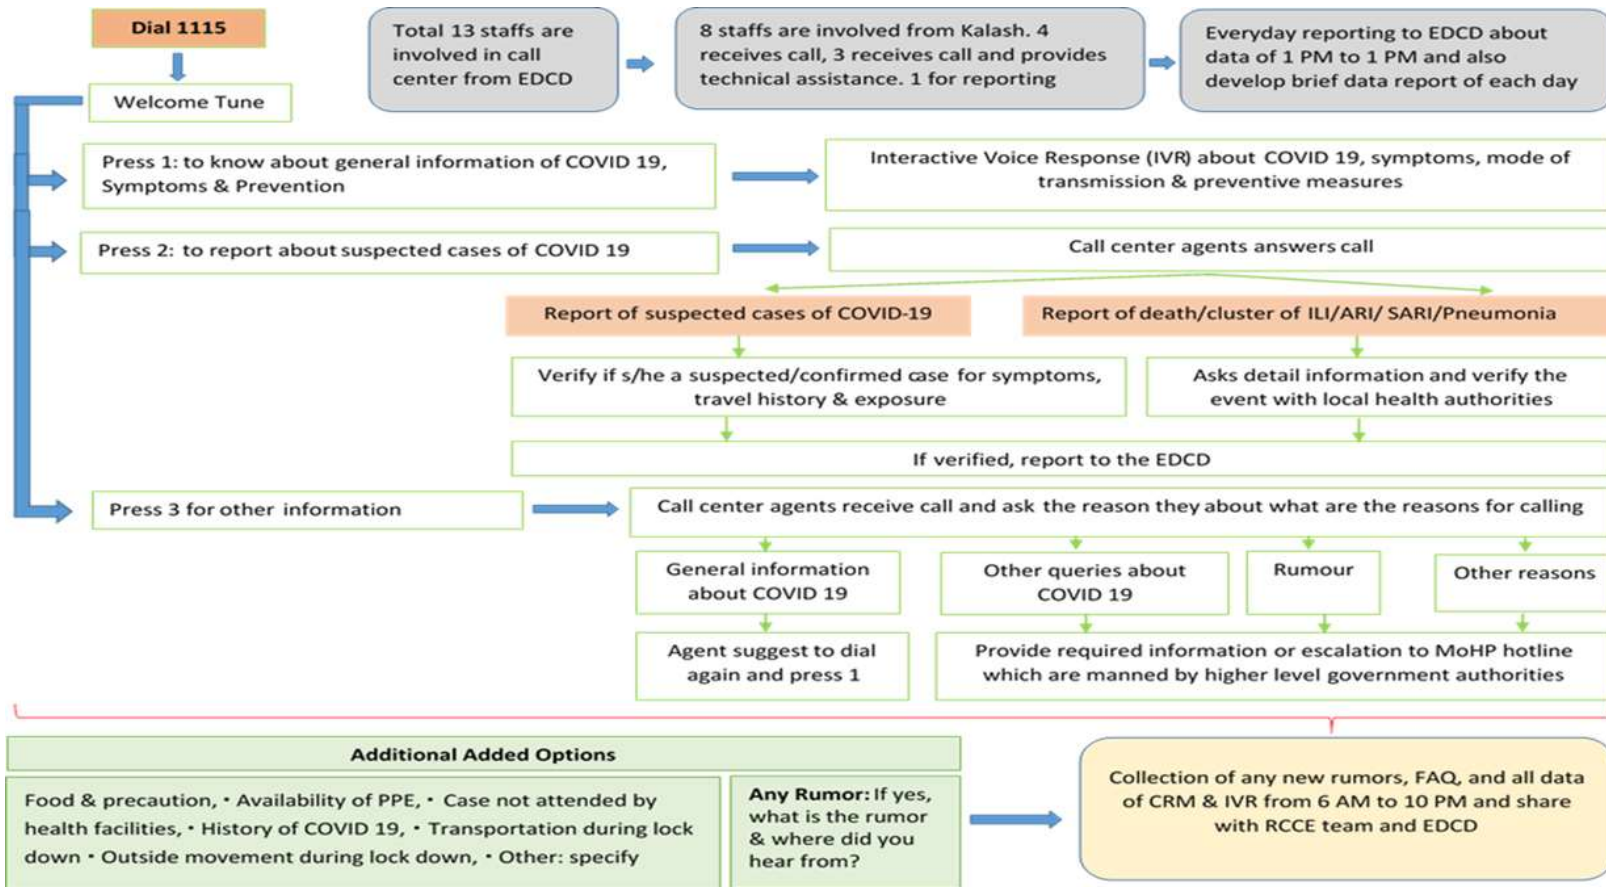 Dial 1115
Total 13 staffs are
involved in call
center from EDCD
8 staffs are involved from Kalash. 4
receives call, 3 receives call and provides
technical assistance. 1 for reporting
Everyday reporting to EDCD about
data of 1 PM to 1 PM and also
develop brief data report of each day
Welcome Tune
Press 1: to know about general information of COVID 19,
Symptoms & Prevention
Interactive Voice Response (IVR) about COVID 19, symptoms, mode of
transmission & preventive measures
Press 2: to report about suspected cases of COVID 19
Call center agents answers call
Report of suspected cases of COVID-19
Report of death/cluster of ILI/ARI/ SARI/Pneumonia
Verify if s/he a suspected/confirmed case for symptoms,
travel history & exposure
Asks detail information and verify the
event with local health authorities
If verified, report to the EDCD
Press 3 for other information
Call center agents receive call and ask the reason they about what are the reasons for calling
General information
about COVID 19
Other queries about
COVID 19
Rumour
Other reasons
Agent suggest to dial
again and press 1
Provide required information or escalation to MoHP hotline
which are manned by higher level government authorities
Additional Added Options
Food & precaution, • Availability of PPE, • Case not attended by
health facilities, • History of COVID 19, • Transportation during lock
down • Outside movement during lock down, • Other: specify
Any Rumor: If yes,
what is the rumor
& where did you
hear from?
Collection of any new rumors, FAQ, and all data
of CRM & IVR from 6 AM to 10 PM and share
with RCCE team and EDCD